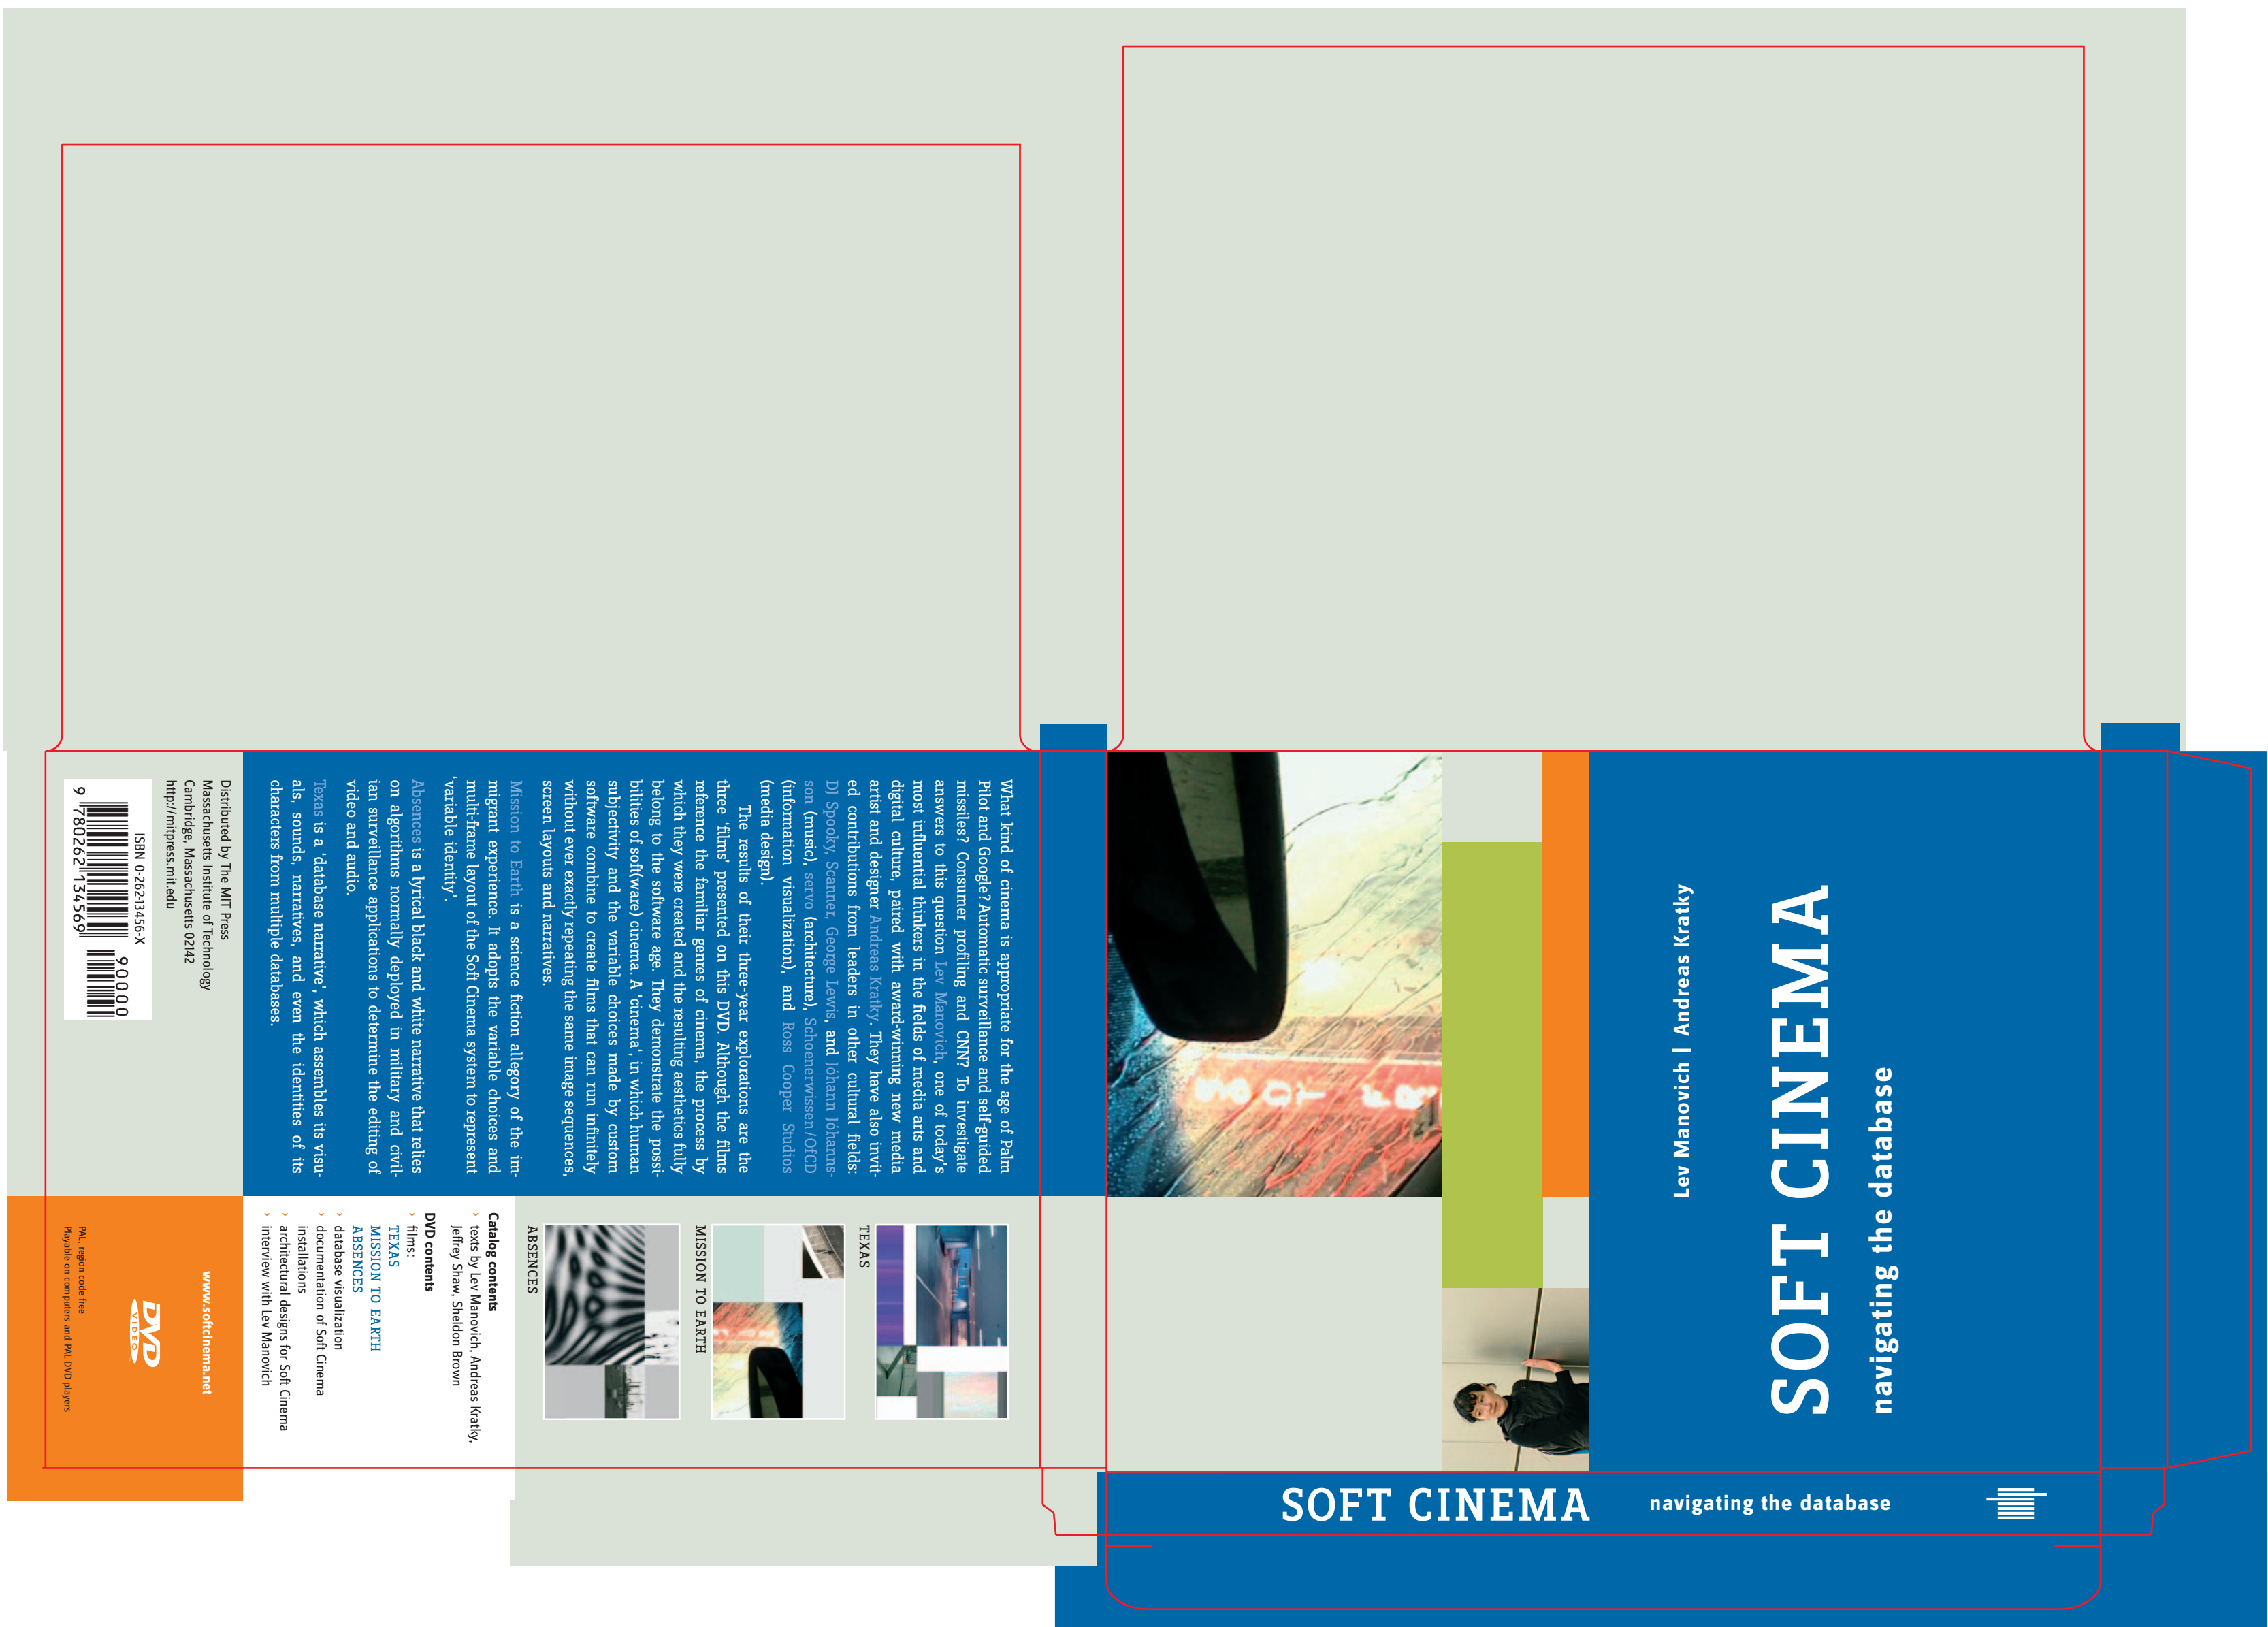 SOFT CINEMA
navigating the database
Lev Manovich | Andreas Kratky
SOFT CINEMA
navigating the database
What kind of cinema is appropriate for the age of Palm
Pilot and Google? Automatic surveillance and self-guided
missiles? Consumer profiling and CNN? To investigate
answers to this question Lev Manovich, one of today's
most influential thinkers in the fields of media arts and
digital culture, paired with award-winning new media
artist and designer Andreas Kratky. They have also invit-
ed contributions from leaders in other cultural fields:
DJ Spooky, Scanner, George Lewis, and Jóhann Jóhanns-
son (music), servo (architecture), Schoenerwissen/OfCD
(information visualization), and Ross Cooper Studios
(media design).
The results of their three-year explorations are the
three 'films' presented on this DVD. Although the films
reference the familiar genres of cinema, the process by
which they were created and the resulting aesthetics fully
belong to the software age. They demonstrate the possi-
bilities of soft(ware) cinema. A 'cinema', in which human
subjectivity and the variable choices made by custom
software combine to create films that can run infinitely
without ever exactly repeating the same image sequences,
screen layouts and narratives.
Mission to Earth is a science fiction allegory of the im-
migrant experience. It adopts the variable choices and
multi-frame layout of the Soft Cinema system to represent
'variable identity'.
Absences is a lyrical black and white narrative that relies
on algorithms normally deployed in military and civil-
ian surveillance applications to determine the editing of
video and audio.
Texas is a 'database narrative', which assembles its visu-
als, sounds, narratives, and even the identities of its
characters from multiple databases.
Distributed by The MIT Press
Massachusetts Institute of Technology
Cambridge, Massachusetts 02142
http://mitpress.mit.edu
ISBN 0-262-13456-X
9 780262 134569
90000
TEXAS
MISSION TO EARTH
ABSENCES
Catalog contents
› texts by Lev Manovich, Andreas Kratky,
Jeffrey Shaw, Sheldon Brown
DVD contents
› films:
TEXAS
MISSION TO EARTH
ABSENCES
› database visualization
› documentation of Soft Cinema
installations
› architectural designs for Soft Cinema
› interview with Lev Manovich
www.softcinema.net
DVD
VIDEO
PAL, region code free
Playable on computers and PAL DVD players